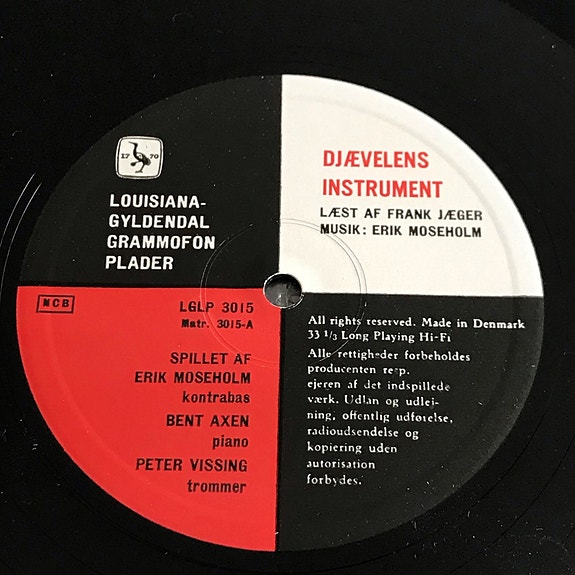 17 70
LOUISIANA-
GYLDENDAL
GRAMMOFON
PLADER
DJÆVELENS
INSTRUMENT
LÆST AF FRANK JÆGER
MUSIK: ERIK MOSEHOLM
NCB
LGLP 3015
Matr. 3015-A
SPILLET AF
ERIK MOSEHOLM
kontrabas
BENT AXEN
piano
PETER VISSING
trommer
All rights reserved. Made in Denmark
33 1/3 Long Playing Hi-Fi
Alle rettigheder forbeholdes
producenten resp.
ejeren af det indspillede
værk. Udlån og udlej-
ning, offentlig udførelse,
radioudsendelse og
kopiering uden
autorisation
forbydes.